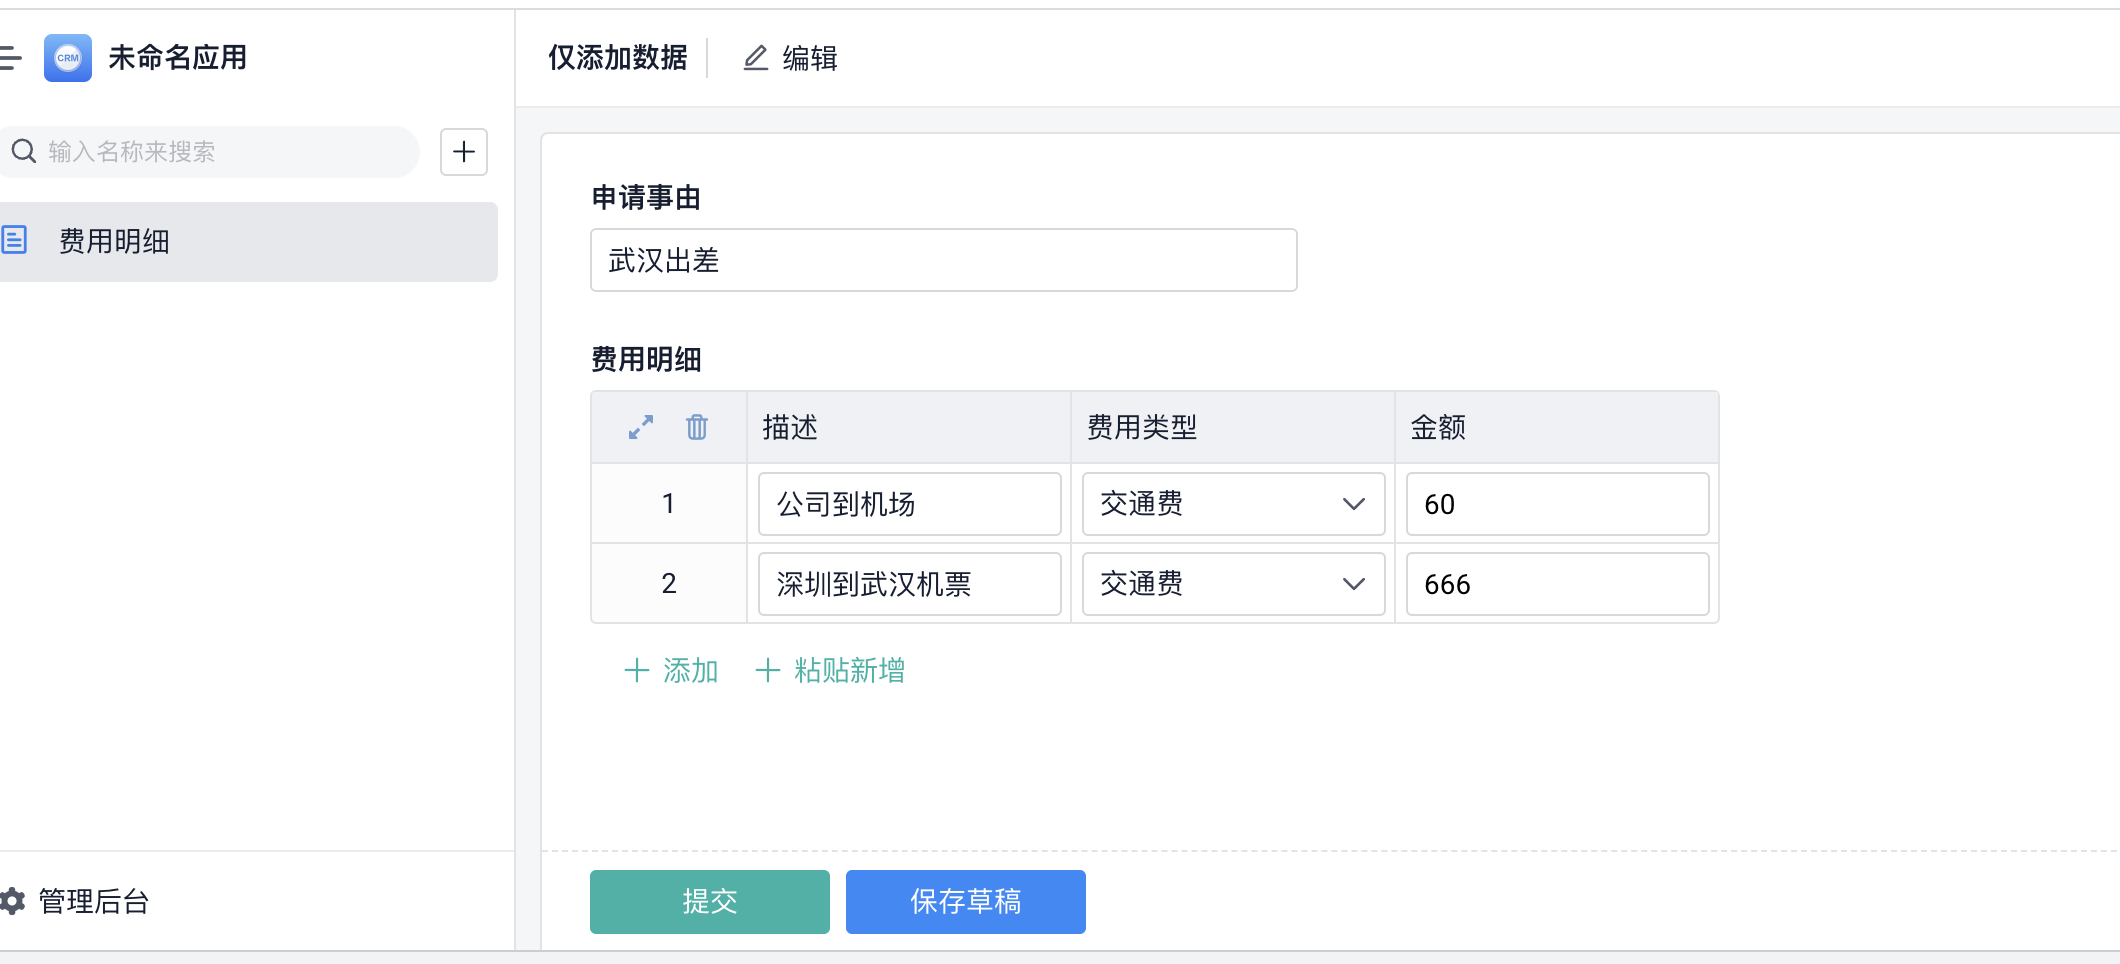 CRM 未命名应用
输入名称来搜索
费用明细
管理后台
仅添加数据 编辑
申请事由
武汉出差
费用明细
描述 费用类型 金额
1 公司到机场 交通费 60
2 深圳到武汉机票 交通费 666
添加 粘贴新增
提交 保存草稿